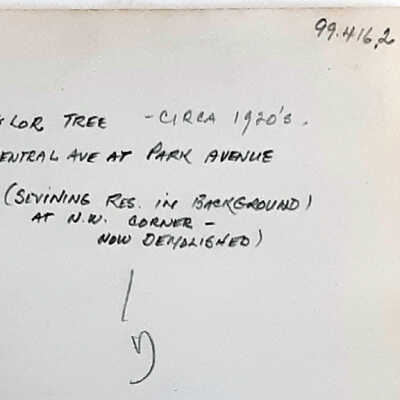 99.416.2
LOR TREE - CIRCA 1920'S.
ENTRAL AVE AT PARK AVENUE
(SEVINING RES. IN BACKGROUND)
AT N.W. CORNER -
NOW DEMOLISHED)